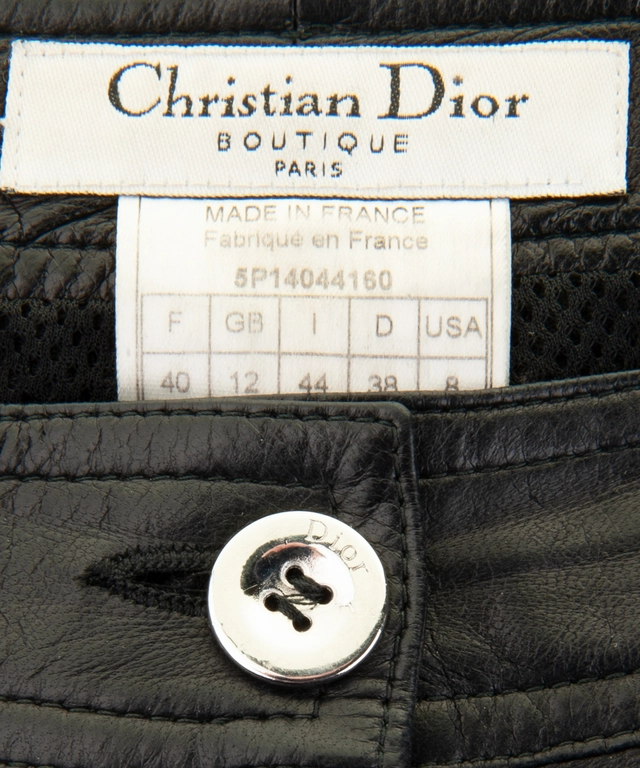 Christian Dior
BOUTIQUE
PARIS
MADE IN FRANCE
Fabriqué en France
5P14044160
F GB I D USA
40 12 44 38 8
Dior